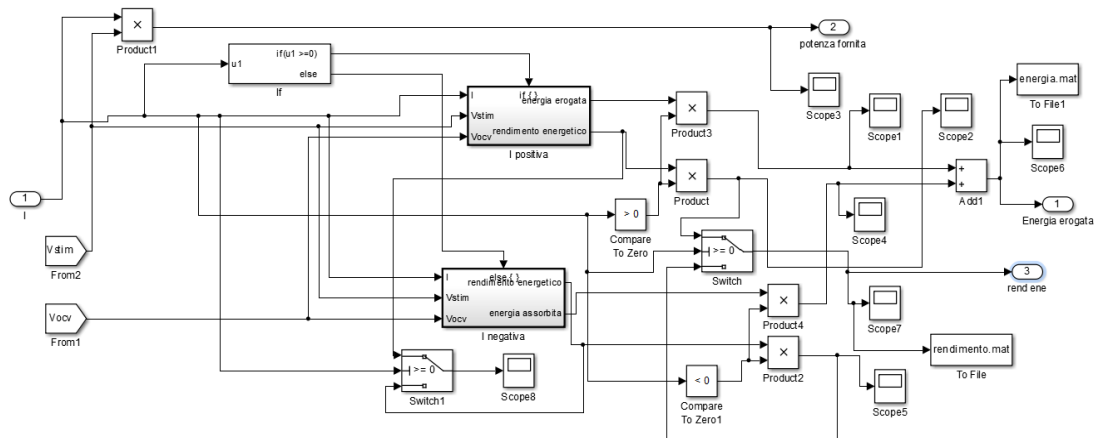 ×
Product1
2
potenza fornita
u1
if(u1 >=0)
else
If
Scope3
energia.mat
To File1
if { }
I
energia erogata
Vstim
rendimento energetico
Vocv
I positiva
×
Product3
Scope1
Scope2
Scope6
×
Product
+
+
Add1
1
I
> 0
Compare
To Zero
Scope4
1
Energia erogata
Vstim
From2
>= 0
Switch
3
rend ene
else { }
I
rendimento energetico
Vstim
energia assorbita
Vocv
I negativa
×
Product4
Scope7
Vocv
From1
>= 0
Switch1
Scope8
< 0
Compare
To Zero1
×
Product2
Scope5
rendimento.mat
To File